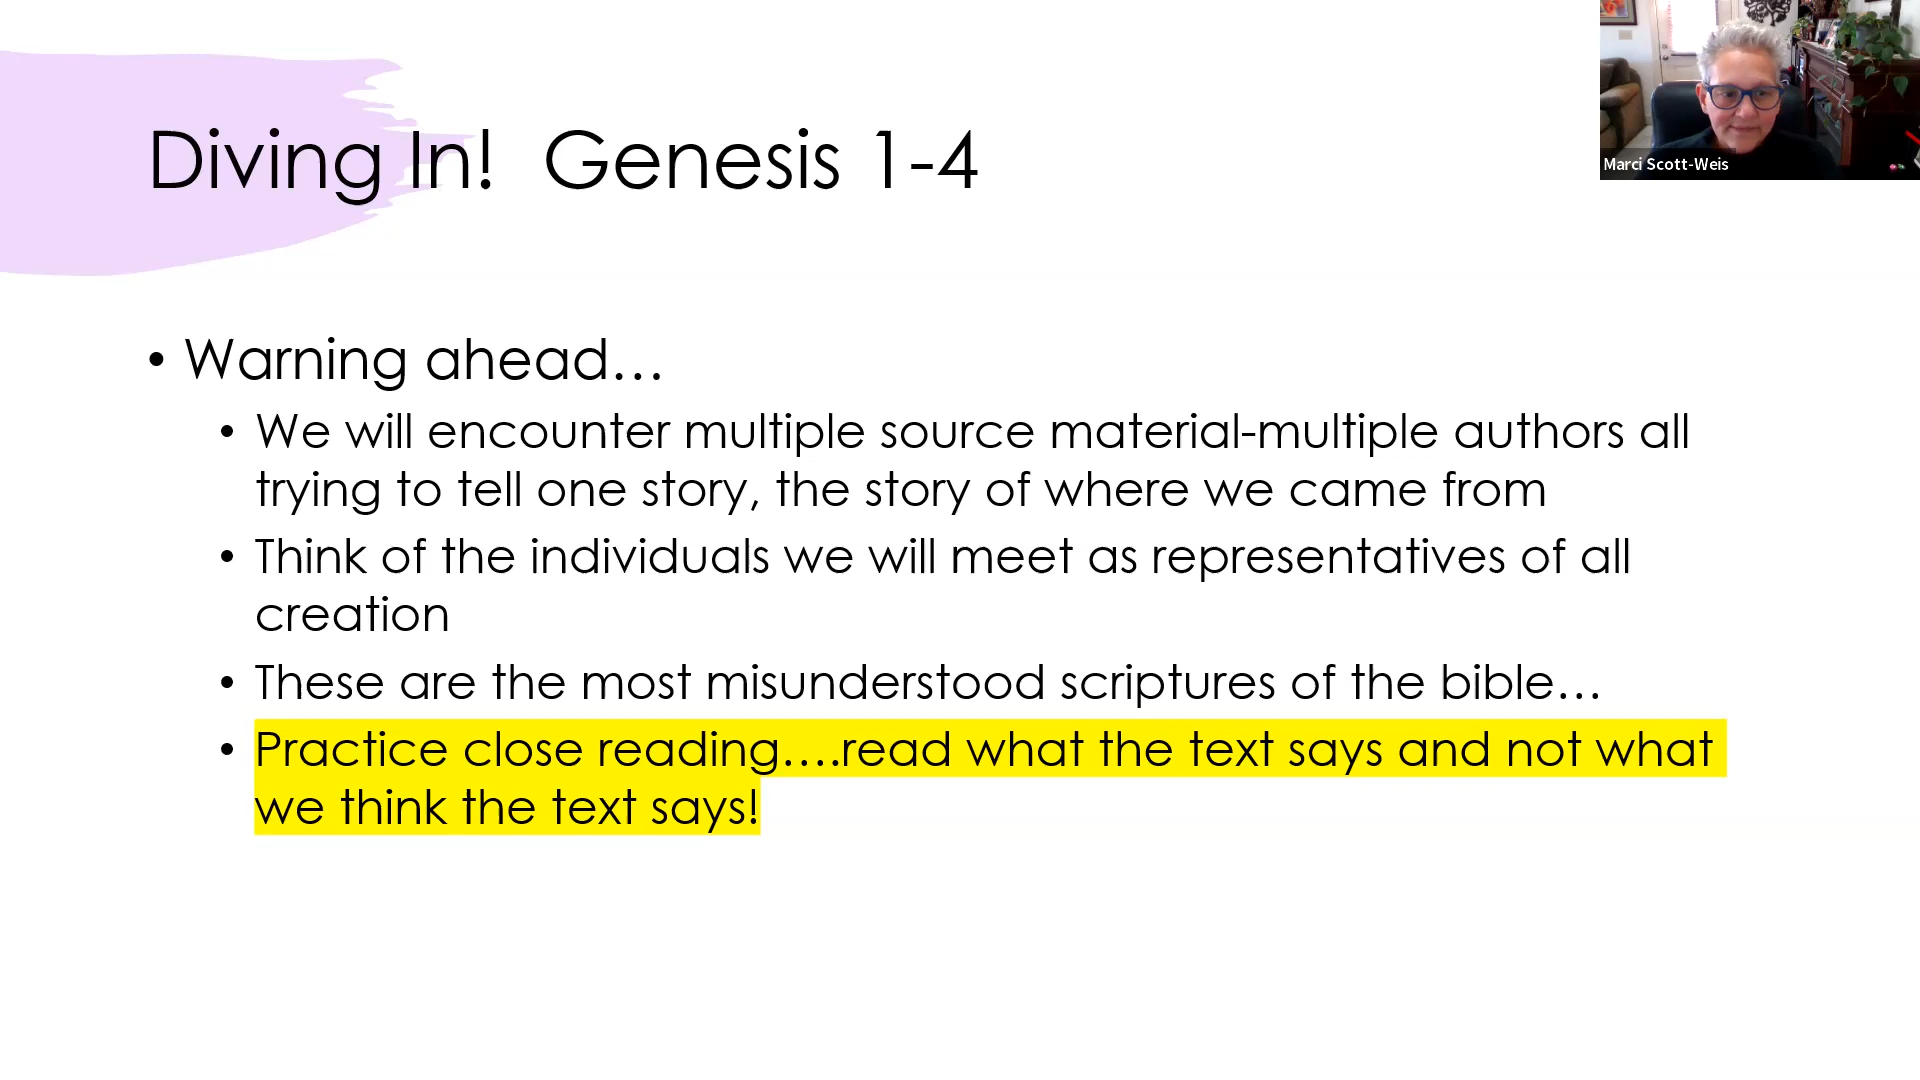 Diving In!  Genesis 1-4
Marci Scott-Weis
• Warning ahead…
• We will encounter multiple source material-multiple authors all
trying to tell one story, the story of where we came from
• Think of the individuals we will meet as representatives of all
creation
• These are the most misunderstood scriptures of the bible…
• Practice close reading….read what the text says and not what
we think the text says!